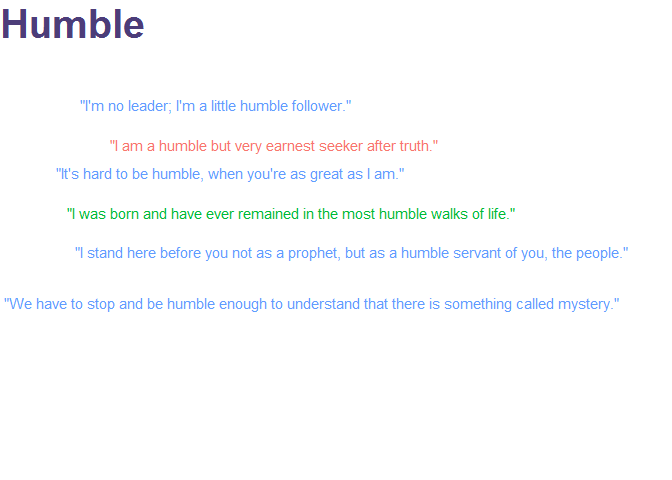 Humble
"I'm no leader; I'm a little humble follower."
"I am a humble but very earnest seeker after truth."
"It's hard to be humble, when you're as great as I am."
"I was born and have ever remained in the most humble walks of life."
"I stand here before you not as a prophet, but as a humble servant of you, the people."
"We have to stop and be humble enough to understand that there is something called mystery."